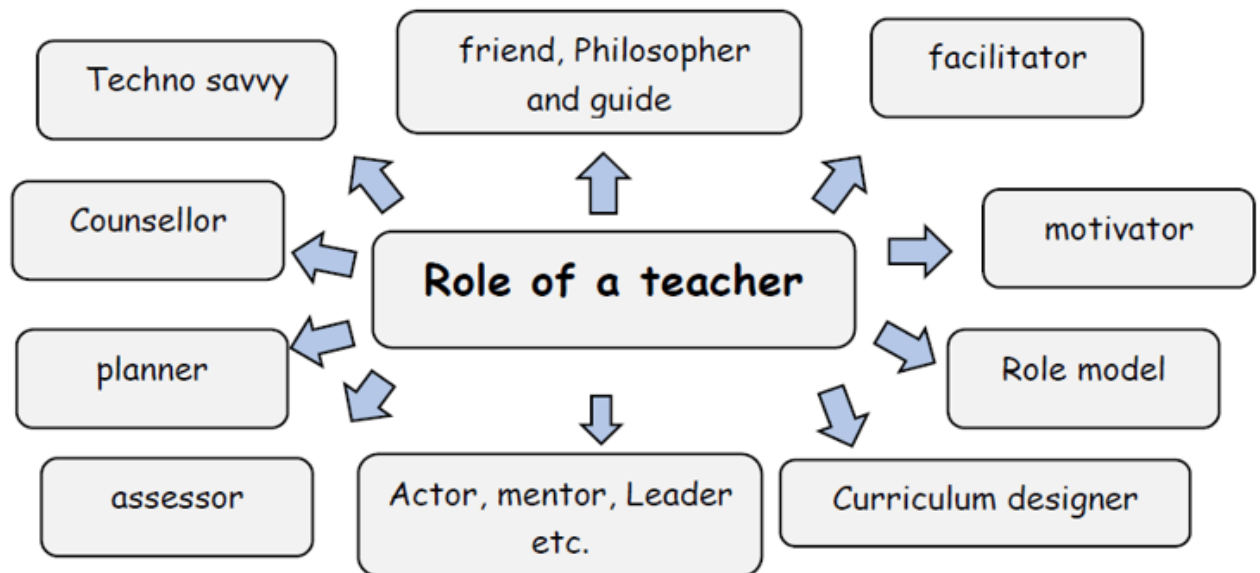 Techno savvy
friend, Philosopher
and guide
facilitator
Counsellor
motivator
Role of a teacher
planner
Role model
assessor
Actor, mentor, Leader
etc.
Curriculum designer